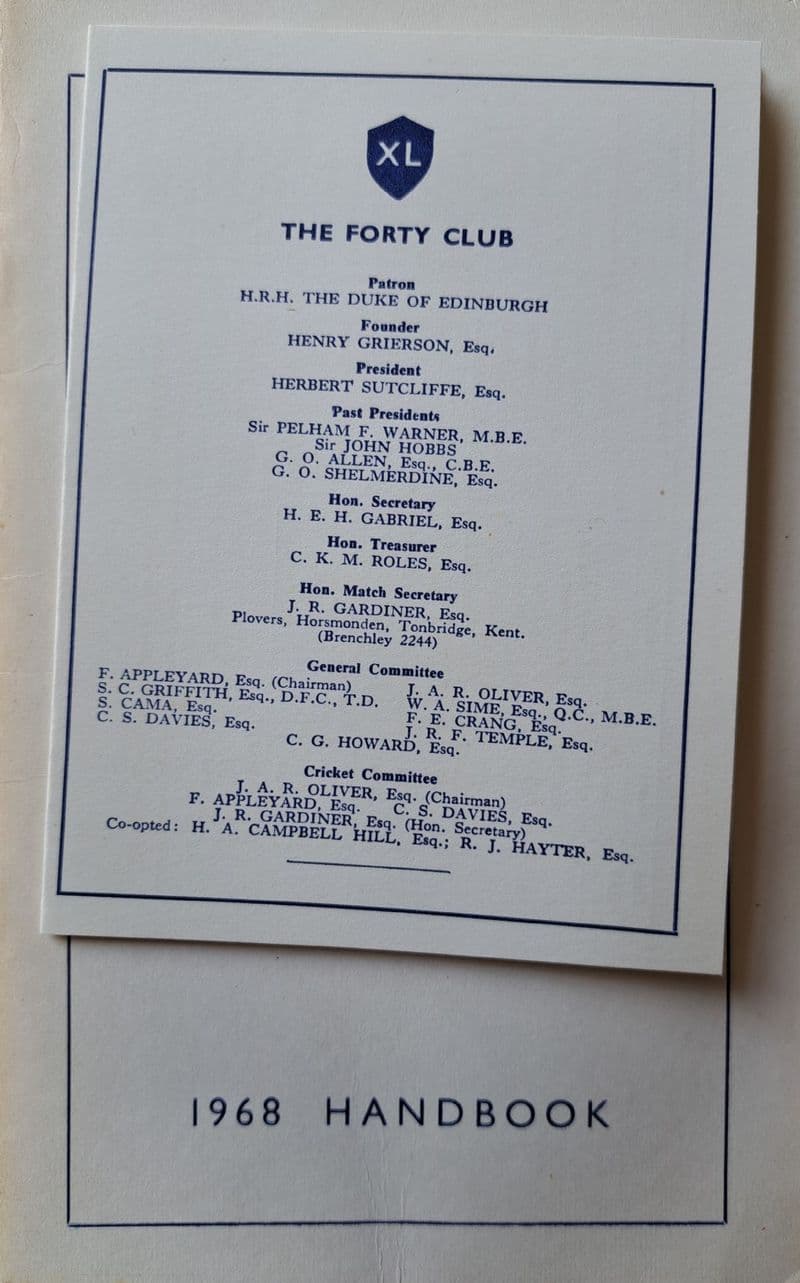 XL
THE FORTY CLUB
Patron
H.R.H. THE DUKE OF EDINBURGH
Founder
HENRY GRIERSON, Esq.
President
HERBERT SUTCLIFFE, Esq.
Past Presidents
Sir PELHAM F. WARNER, M.B.E.
Sir JOHN HOBBS
G. O. ALLEN, Esq., C.B.E.
G. O. SHELMERDINE, Esq.
Hon. Secretary
H. E. H. GABRIEL, Esq.
Hon. Treasurer
C. K. M. ROLES, Esq.
Hon. Match Secretary
J. R. GARDINER, Esq.
Plovers, Horsmonden, Tonbridge, Kent.
(Brenchley 2244)
General Committee
F. APPLEYARD, Esq. (Chairman) J. A. R. OLIVER, Esq.
S. C. GRIFFITH, Esq., D.F.C., T.D. W. A. SIME, Esq., Q.C., M.B.E.
S. CAMA, Esq. F. E. CRANG, Esq.
C. S. DAVIES, Esq. J. R. F. TEMPLE, Esq.
C. G. HOWARD, Esq.
Cricket Committee
J. A. R. OLIVER, Esq. (Chairman)
F. APPLEYARD, Esq. C. S. DAVIES, Esq.
J. R. GARDINER, Esq. (Hon. Secretary)
Co-opted: H. A. CAMPBELL HILL, Esq.; R. J. HAYTER, Esq.
1968 HANDBOOK